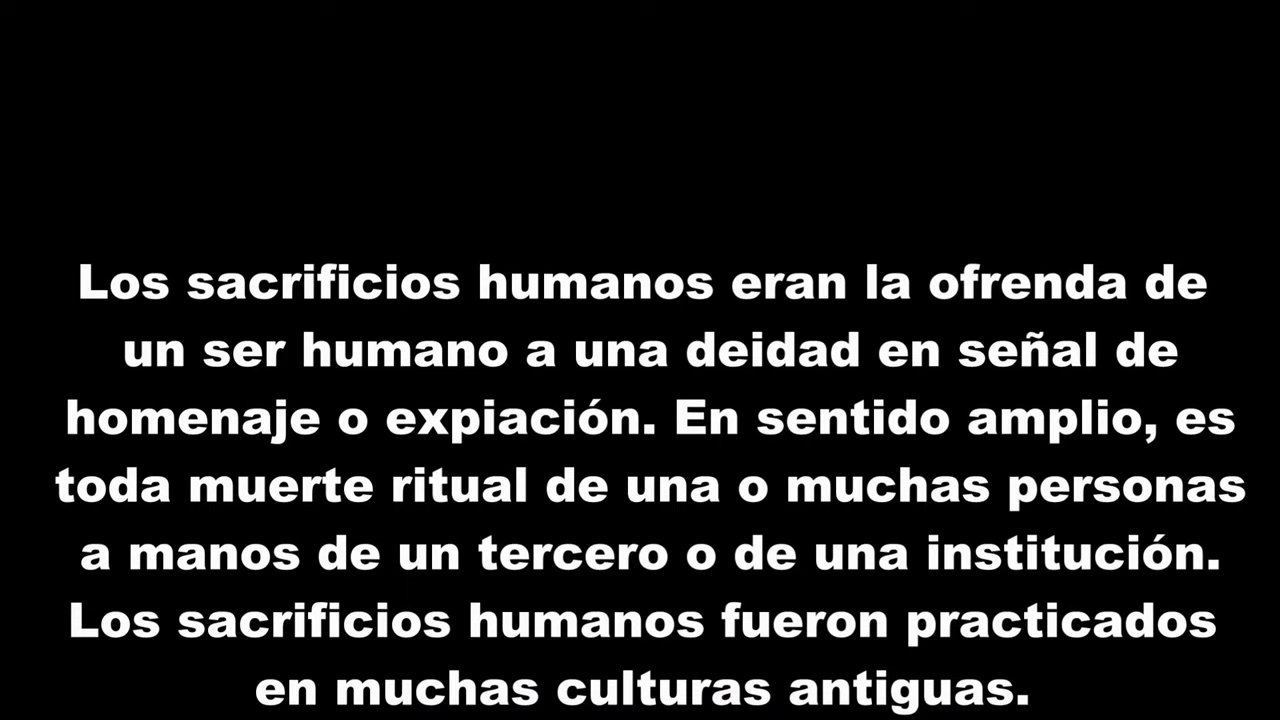 Los sacrificios humanos eran la ofrenda de
un ser humano a una deidad en señal de
homenaje o expiación. En sentido amplio, es
toda muerte ritual de una o muchas personas
a manos de un tercero o de una institución.
Los sacrificios humanos fueron practicados
en muchas culturas antiguas.